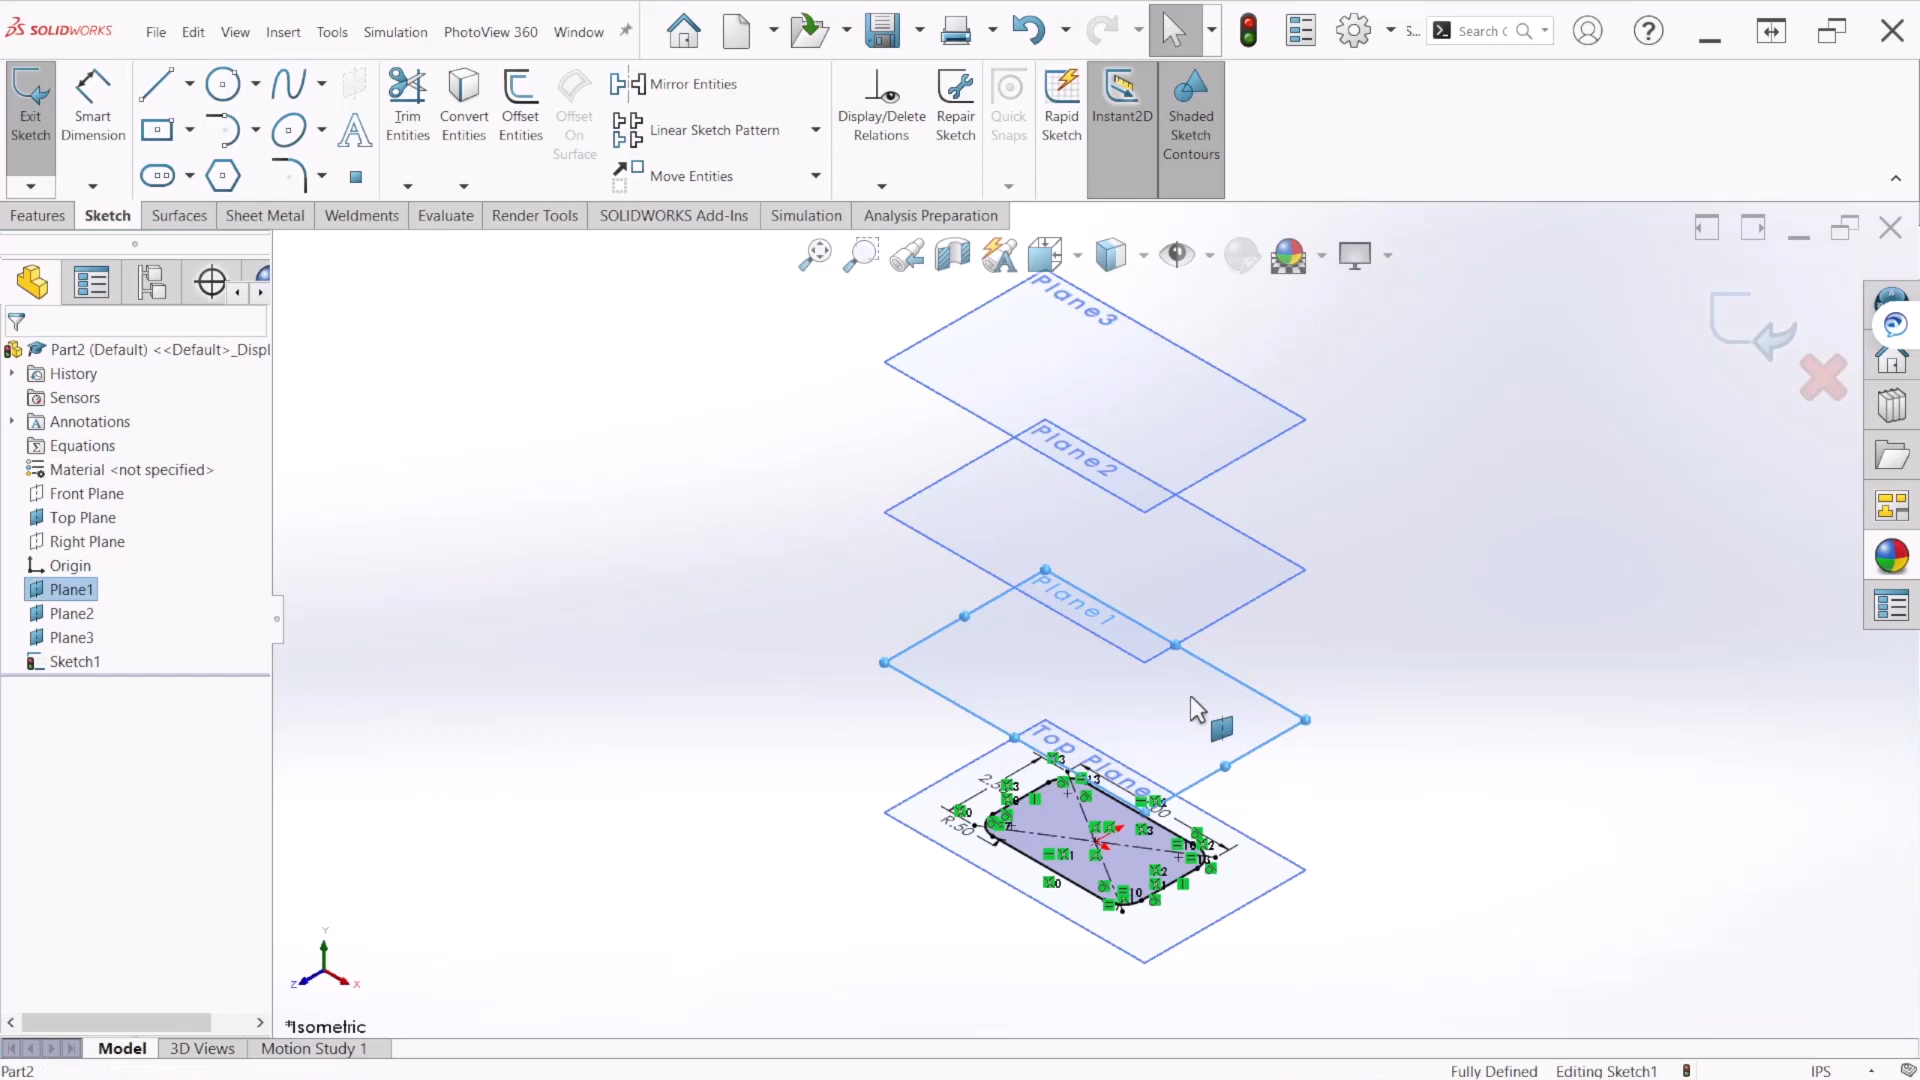 SOLIDWORKS
File Edit View Insert Tools Simulation PhotoView 360 Window
S...
Search
Exit Sketch
Smart Dimension
Trim Entities
Convert Entities
Offset Entities
Offset On Surface
Mirror Entities
Linear Sketch Pattern
Move Entities
Display/Delete Relations
Repair Sketch
Quick Snaps
Rapid Sketch
Instant2D
Shaded Sketch Contours
Features Sketch Surfaces Sheet Metal Weldments Evaluate Render Tools SOLIDWORKS Add-Ins Simulation Analysis Preparation
Part2 (Default) <<Default>_Displ
History
Sensors
Annotations
Equations
Material <not specified>
Front Plane
Top Plane
Right Plane
Origin
Plane1
Plane2
Plane3
Sketch1
Plane3
Plane2
Plane1
Top Plane
R.50
Y
Z X
*Isometric
Model 3D Views Motion Study 1
Part2
Fully Defined Editing Sketch1 IPS